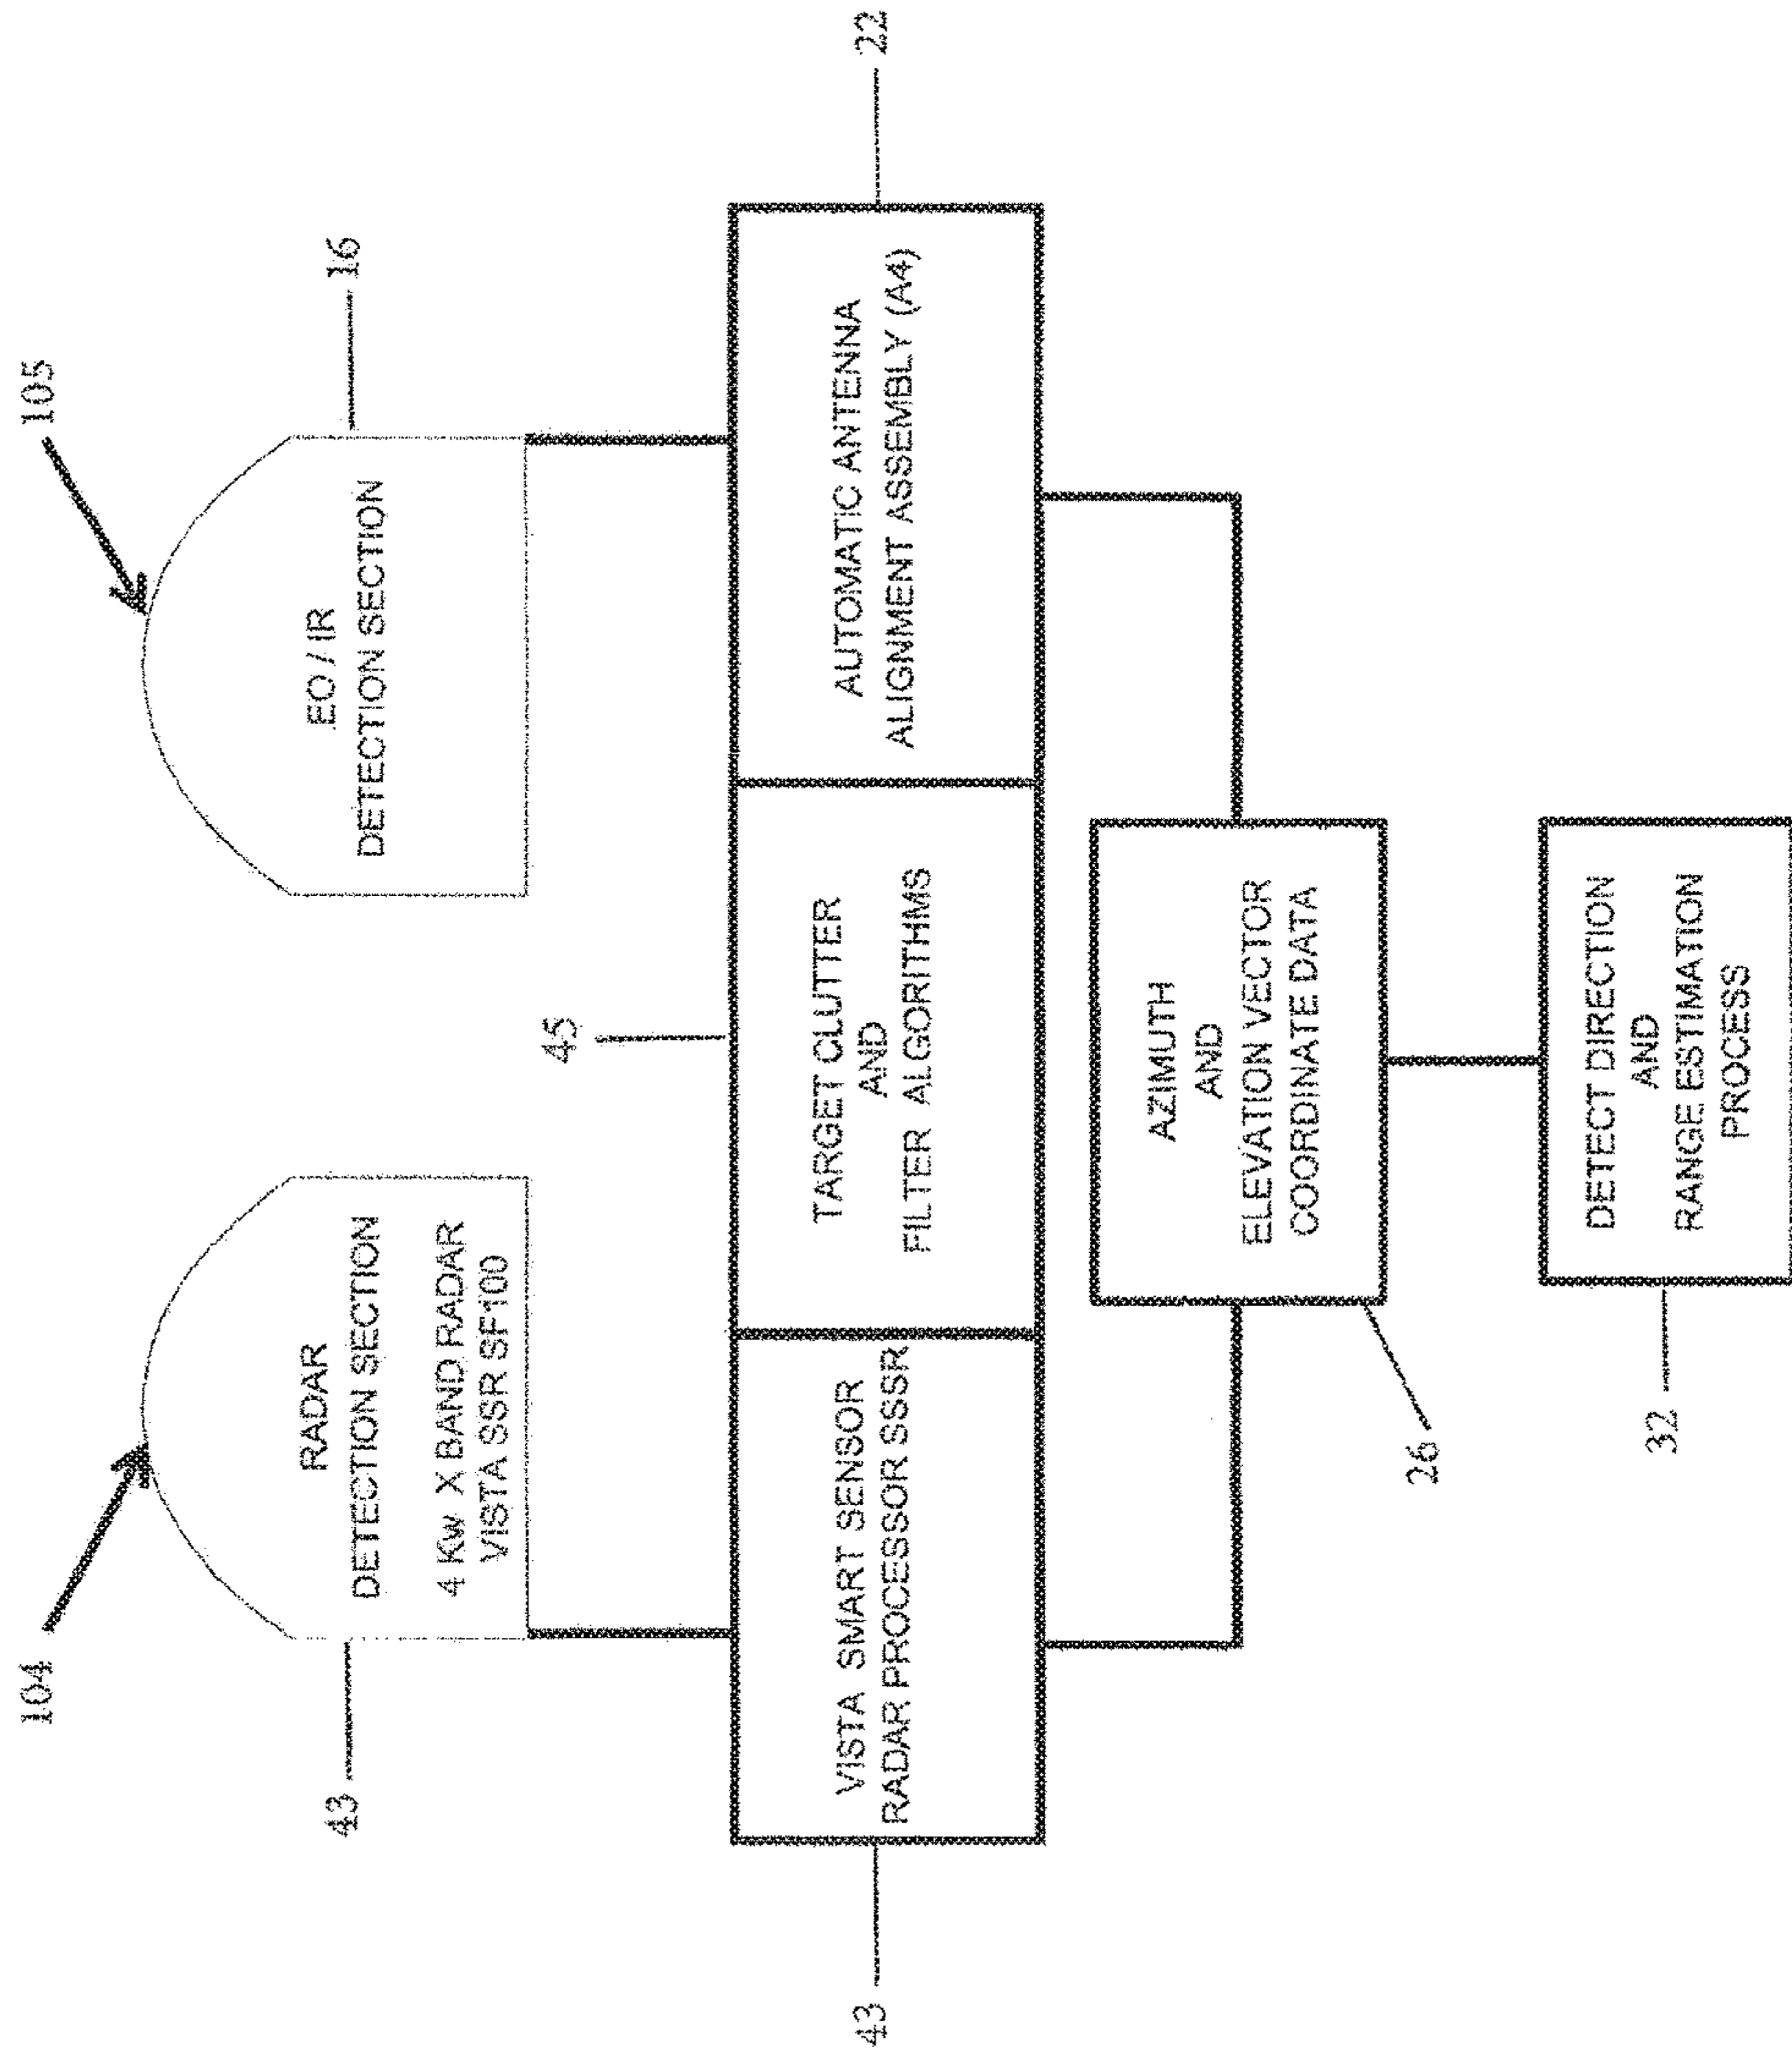 104
105
43
RADAR
DETECTION SECTION
4 Kw X BAND RADAR
VISTA SSR SF100
EO / IR
DETECTION SECTION
16
45
43
VISTA SMART SENSOR
RADAR PROCESSOR SSSR
TARGET CLUTTER
AND
FILTER ALGORITHMS
AUTOMATIC ANTENNA
ALIGNMENT ASSEMBLY (A4)
22
AZIMUTH
AND
ELEVATION VECTOR
COORDINATE DATA
26
32
DETECT DIRECTION
AND
RANGE ESTIMATION
PROCESS